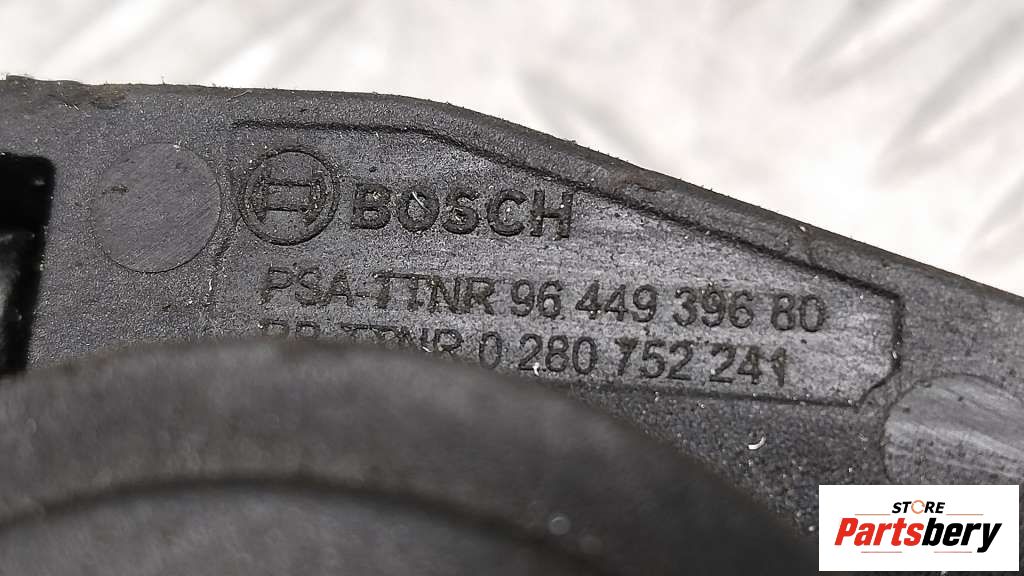 BOSCH
PSA-TTNR 96 449 396 80
0 280 752 241
STORE
Partsbery